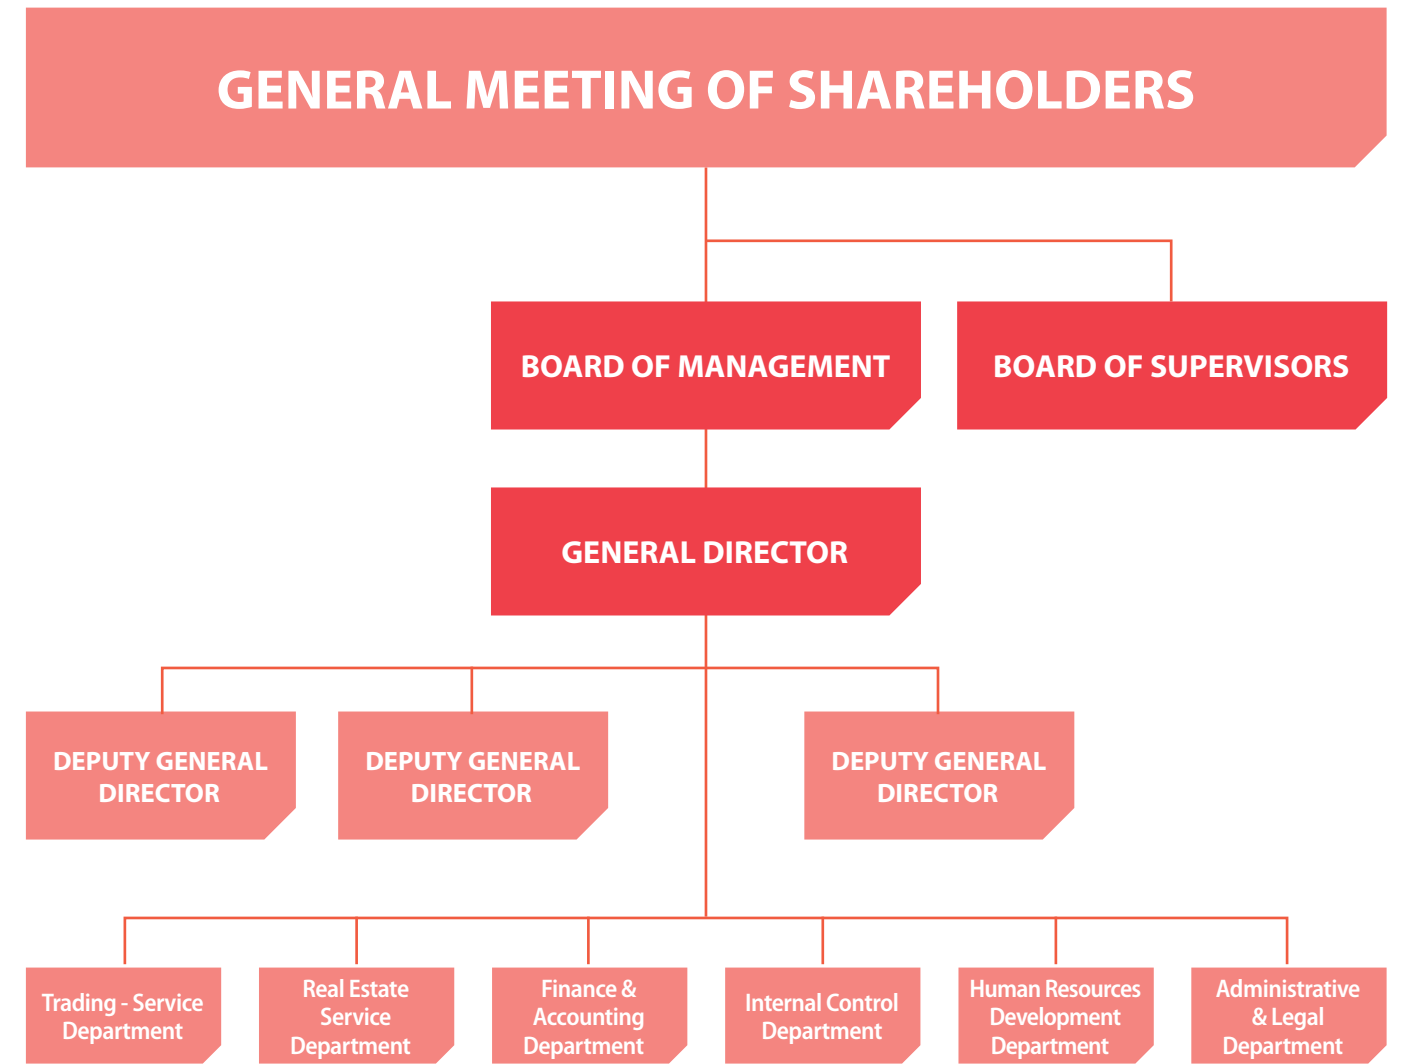 GENERAL MEETING OF SHAREHOLDERS
BOARD OF MANAGEMENT
BOARD OF SUPERVISORS
GENERAL DIRECTOR
DEPUTY GENERAL
DIRECTOR
DEPUTY GENERAL
DIRECTOR
DEPUTY GENERAL
DIRECTOR
Trading - Service
Department
Real Estate
Service
Department
Finance &
Accounting
Department
Internal Control
Department
Human Resources
Development
Department
Administrative
& Legal
Department